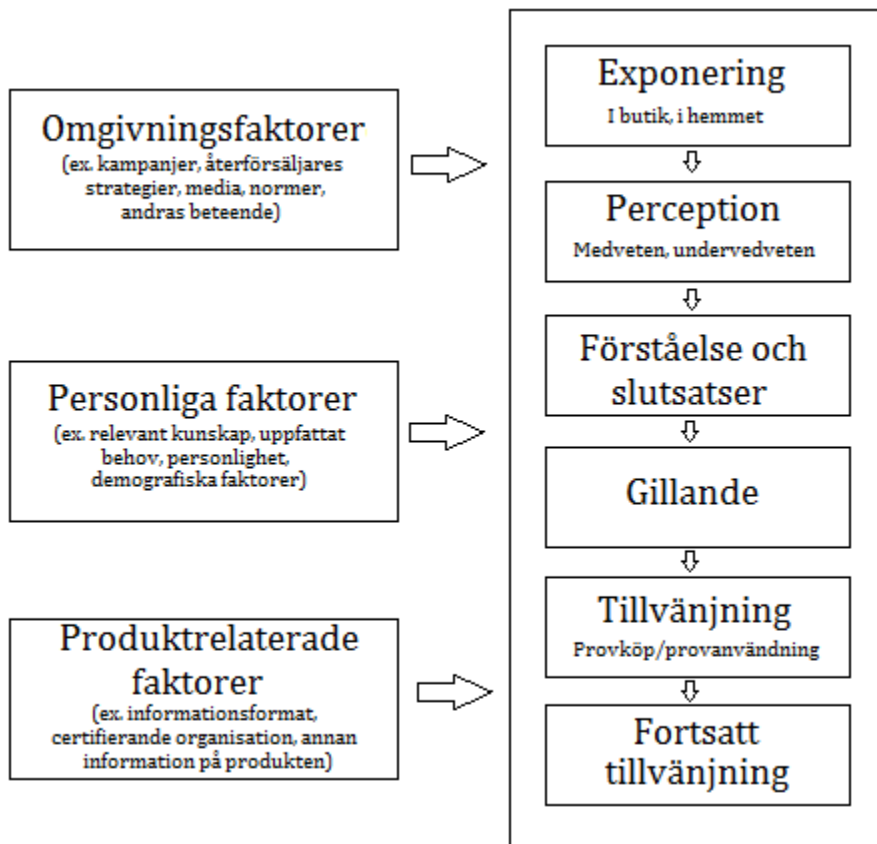 Omgivningsfaktorer
(ex. kampanjer, återförsäljares
strategier, media, normer,
andras beteende)
Personliga faktorer
(ex. relevant kunskap, uppfattat
behov, personlighet,
demografiska faktorer)
Produktrelaterade
faktorer
(ex. informationsformat,
certifierande organisation, annan
information på produkten)
Exponering
I butik, i hemmet
Perception
Medveten, undervedveten
Förståelse och
slutsatser
Gillande
Tillvänjning
Provköp/provanvändning
Fortsatt
tillvänjning